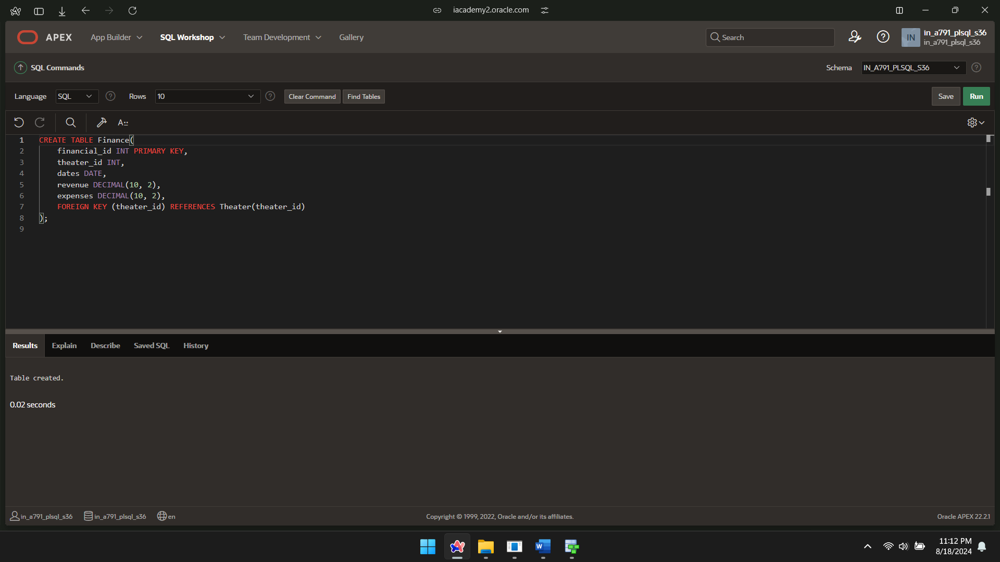 iacademy2.oracle.com
APEX App Builder SQL Workshop Team Development Gallery Search IN in_a791_plsql_s36
in_a791_plsql_s36
SQL Commands Schema IN_A791_PLSQL_S36
Language SQL Rows 10 Clear Command Find Tables Save Run
1 CREATE TABLE Finance(
2 financial_id INT PRIMARY KEY,
3 theater_id INT,
4 dates DATE,
5 revenue DECIMAL(10, 2),
6 expenses DECIMAL(10, 2),
7 FOREIGN KEY (theater_id) REFERENCES Theater(theater_id)
8 );
9
Results Explain Describe Saved SQL History
Table created.
0.02 seconds
in_a791_plsql_s36 in_a791_plsql_s36 en Copyright © 1999, 2022, Oracle and/or its affiliates. Oracle APEX 22.2.1
11:12 PM
8/18/2024